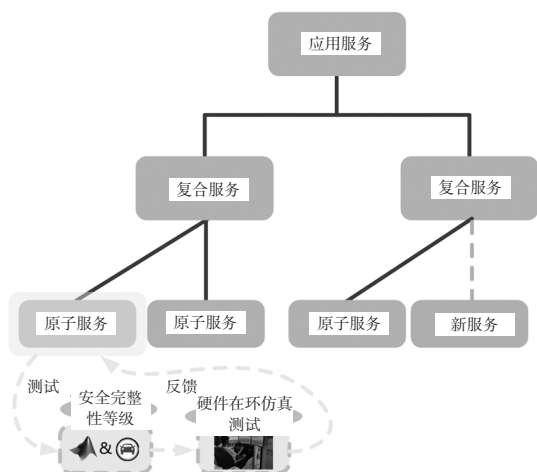 应用服务
复合服务
复合服务
原子服务
原子服务
原子服务
新服务
测试
安全完整
性等级
反馈
硬件在环仿真
测试
&